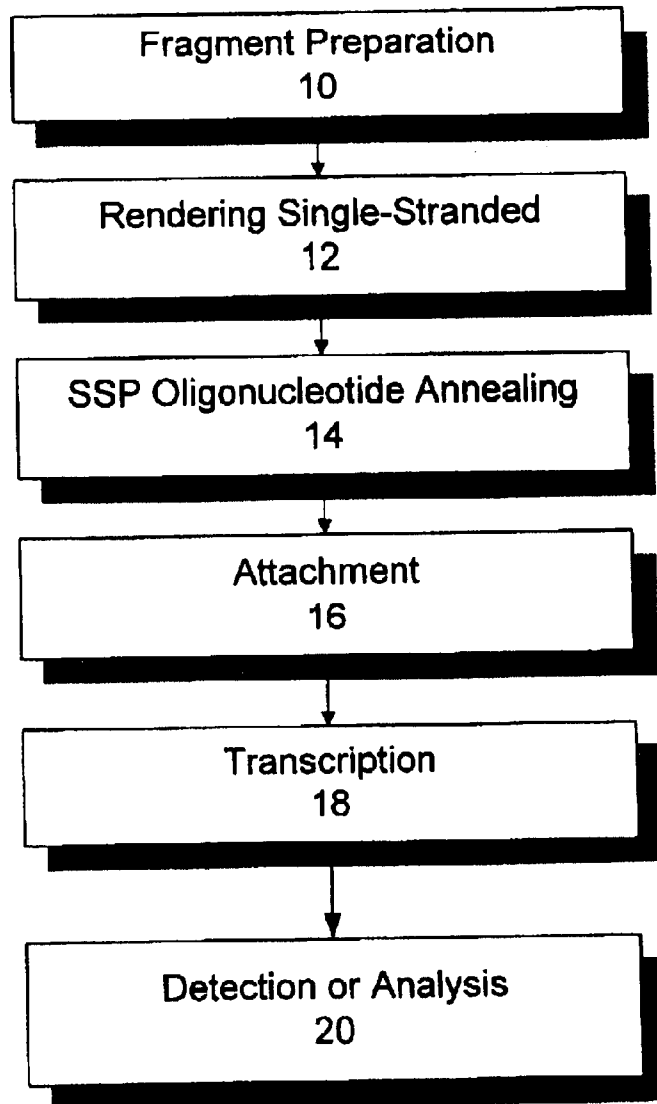 Fragment Preparation
10
Rendering Single-Stranded
12
SSP Oligonucleotide Annealing
14
Attachment
16
Transcription
18
Detection or Analysis
20